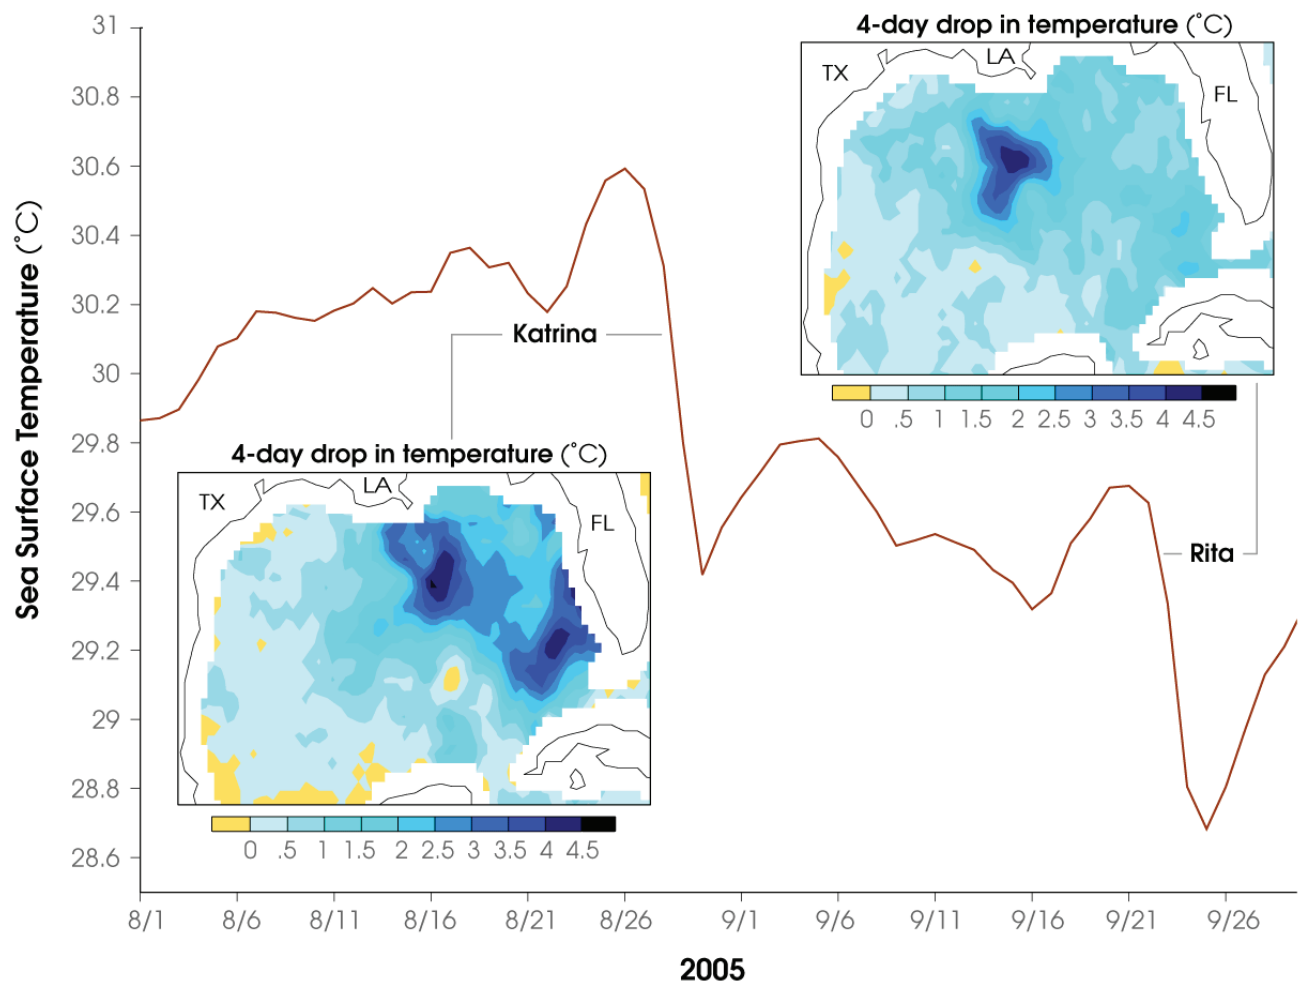 4-day drop in temperature (°C)
TX
LA
FL
0 .5 1 1.5 2 2.5 3 3.5 4 4.5
31
30.8
30.6
30.4
30.2
30
29.8
29.6
29.4
29.2
29
28.8
28.6
Sea Surface Temperature (°C)
Katrina
4-day drop in temperature (°C)
TX
LA
FL
0 .5 1 1.5 2 2.5 3 3.5 4 4.5
Rita
8/1 8/6 8/11 8/16 8/21 8/26 9/1 9/6 9/11 9/16 9/21 9/26
2005